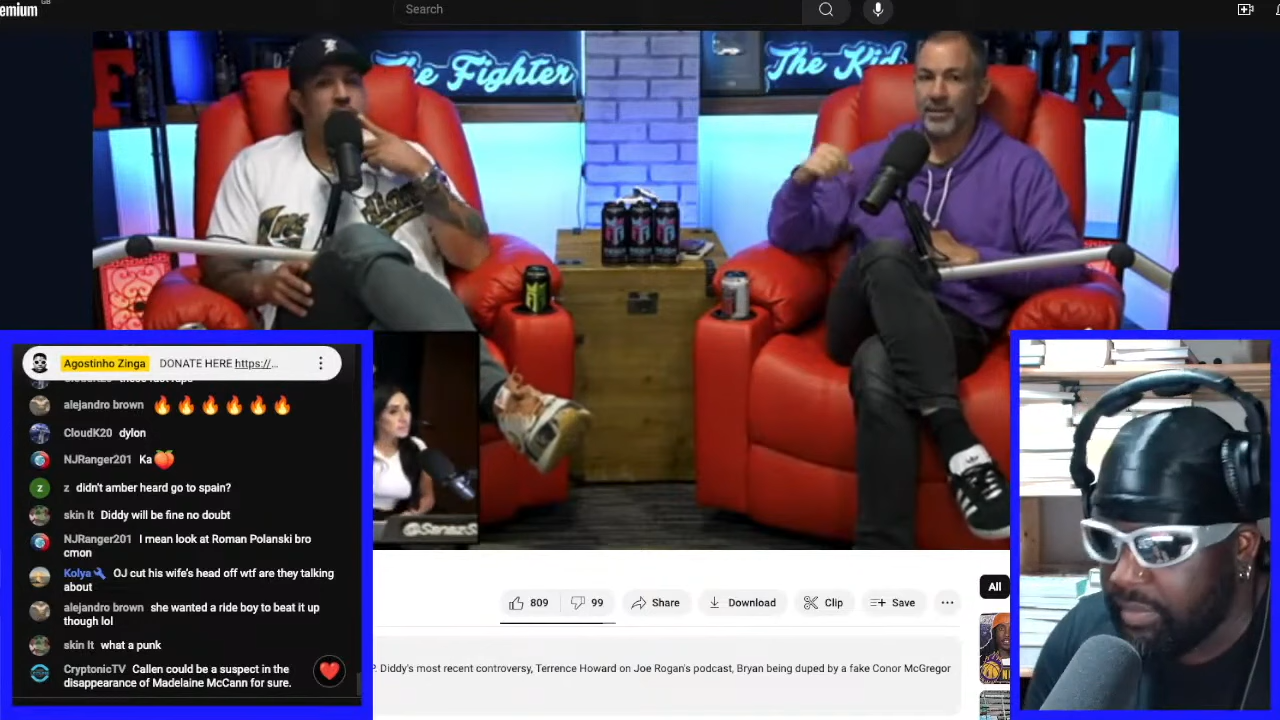 emium GB
Search
The Fighter
The Kid
F
K
Agostinho Zinga DONATE HERE https://...
alejandro brown 🔥🔥🔥🔥🔥🔥
CloudK20 dylon
NJRanger201 Ka🍑
z didn't amber heard go to spain?
skin It Diddy will be fine no doubt
NJRanger201 I mean look at Roman Polanski bro
cmon
Kolya OJ cut his wife's head off wtf are they talking
about
alejandro brown she wanted a ride boy to beat it up
though lol
skin It what a punk
CryptonicTV Callen could be a suspect in the
disappearance of Madelaine McCann for sure.
809 99 Share Download Clip Save
All
P. Diddy's most recent controversy, Terrence Howard on Joe Rogan's podcast, Bryan being duped by a fake Conor McGregor